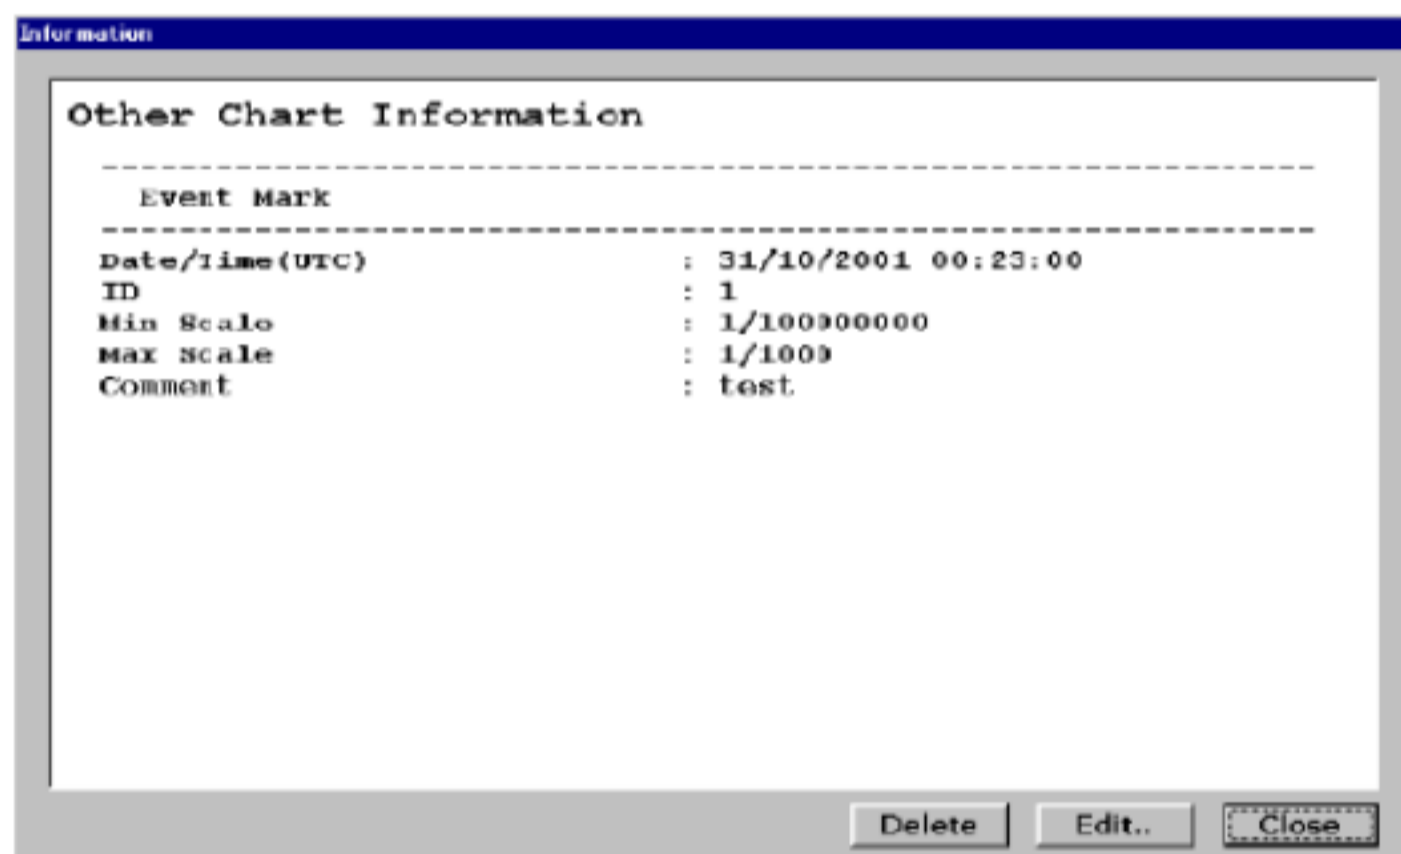 Information
Other Chart Information
------------------------------------------------------------------
Event Mark
------------------------------------------------------------------
Date/Time(UTC) : 31/10/2001 00:23:00
ID : 1
Min Scale : 1/100000000
Max Scale : 1/1000
Comment : test
Delete Edit.. Close